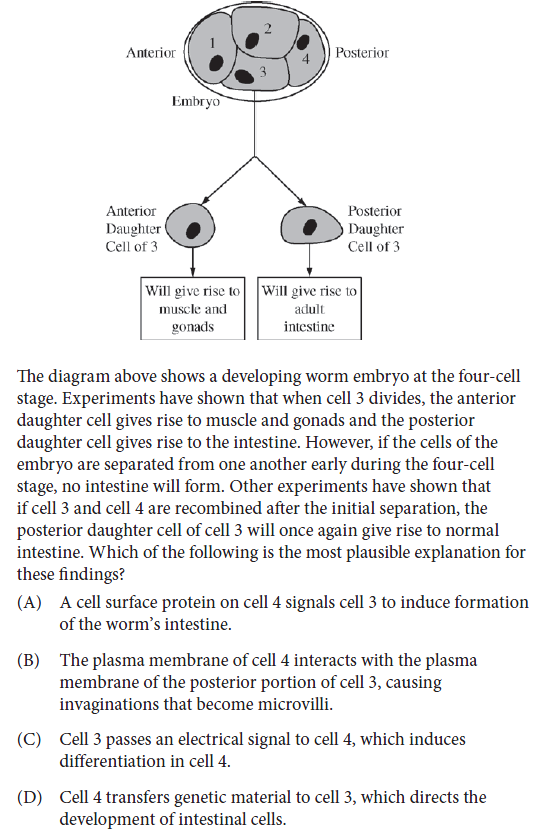 2
1
Anterior
Posterior
4
3
Embryo
Anterior
Daughter
Cell of 3
Posterior
Daughter
Cell of 3
Will give rise to
muscle and
gonads
Will give rise to
adult
intestine
The diagram above shows a developing worm embryo at the four-cell
stage. Experiments have shown that when cell 3 divides, the anterior
daughter cell gives rise to muscle and gonads and the posterior
daughter cell gives rise to the intestine. However, if the cells of the
embryo are separated from one another early during the four-cell
stage, no intestine will form. Other experiments have shown that
if cell 3 and cell 4 are recombined after the initial separation, the
posterior daughter cell of cell 3 will once again give rise to normal
intestine. Which of the following is the most plausible explanation for
these findings?
(A) A cell surface protein on cell 4 signals cell 3 to induce formation
of the worm's intestine.
(B) The plasma membrane of cell 4 interacts with the plasma
membrane of the posterior portion of cell 3, causing
invaginations that become microvilli.
(C) Cell 3 passes an electrical signal to cell 4, which induces
differentiation in cell 4.
(D) Cell 4 transfers genetic material to cell 3, which directs the
development of intestinal cells.